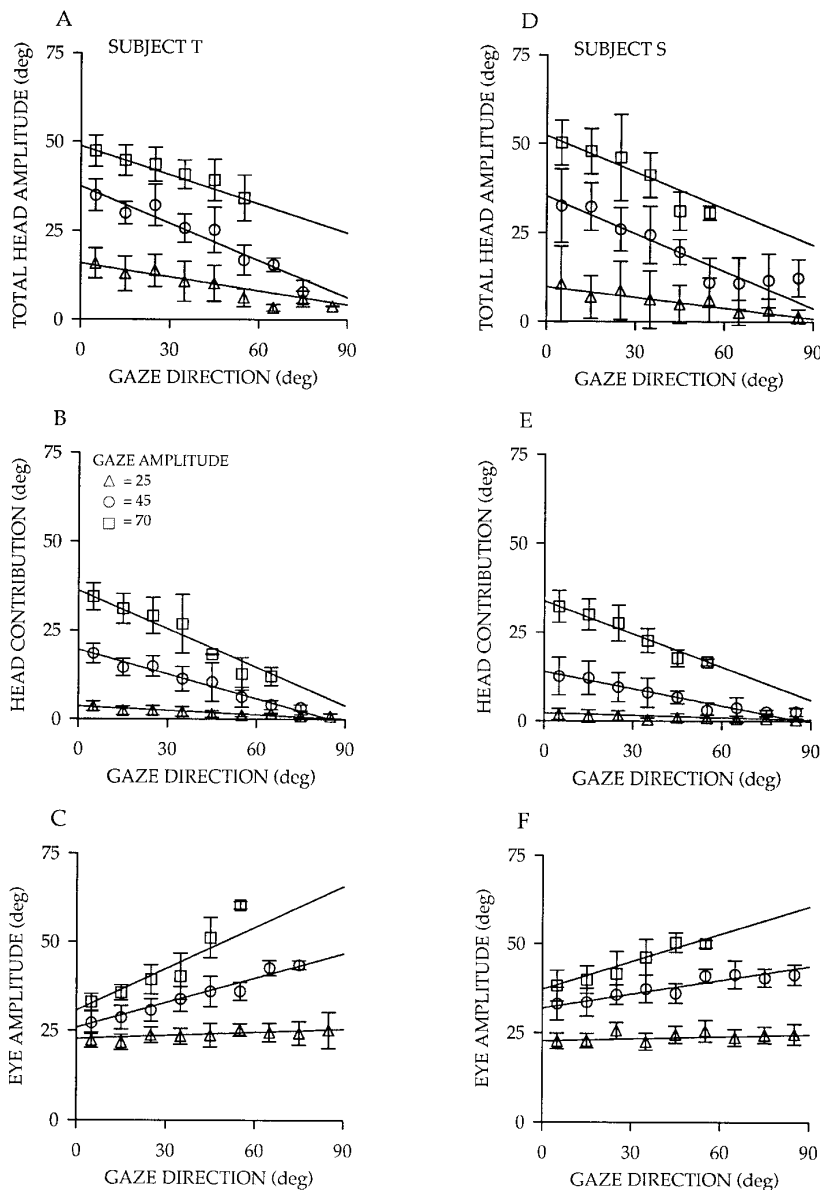 A
SUBJECT T
TOTAL HEAD AMPLITUDE (deg)
75
50
25
0
0 30 60 90
GAZE DIRECTION (deg)
B
GAZE AMPLITUDE
= 25
= 45
= 70
HEAD CONTRIBUTION (deg)
75
50
25
0
0 30 60 90
GAZE DIRECTION (deg)
C
EYE AMPLITUDE (deg)
75
50
25
0
0 30 60 90
GAZE DIRECTION (deg)
D
SUBJECT S
TOTAL HEAD AMPLITUDE (deg)
75
50
25
0
0 30 60 90
GAZE DIRECTION (deg)
E
HEAD CONTRIBUTION (deg)
75
50
25
0
0 30 60 90
GAZE DIRECTION (deg)
F
EYE AMPLITUDE (deg)
75
50
25
0
0 30 60 90
GAZE DIRECTION (deg)